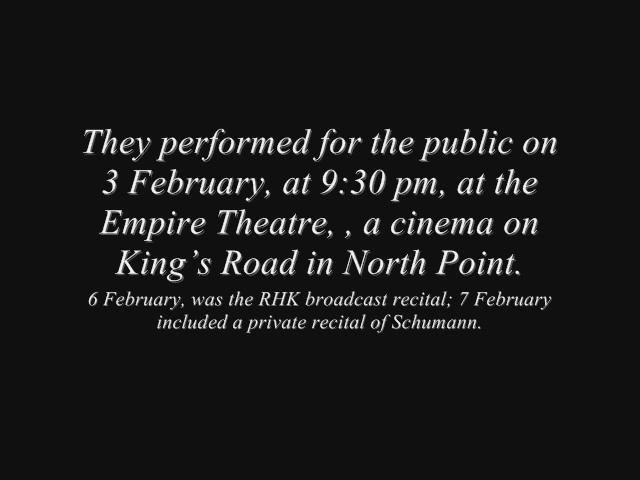 They performed for the public on
3 February, at 9:30 pm, at the
Empire Theatre, , a cinema on
King’s Road in North Point.
6 February, was the RHK broadcast recital; 7 February
included a private recital of Schumann.